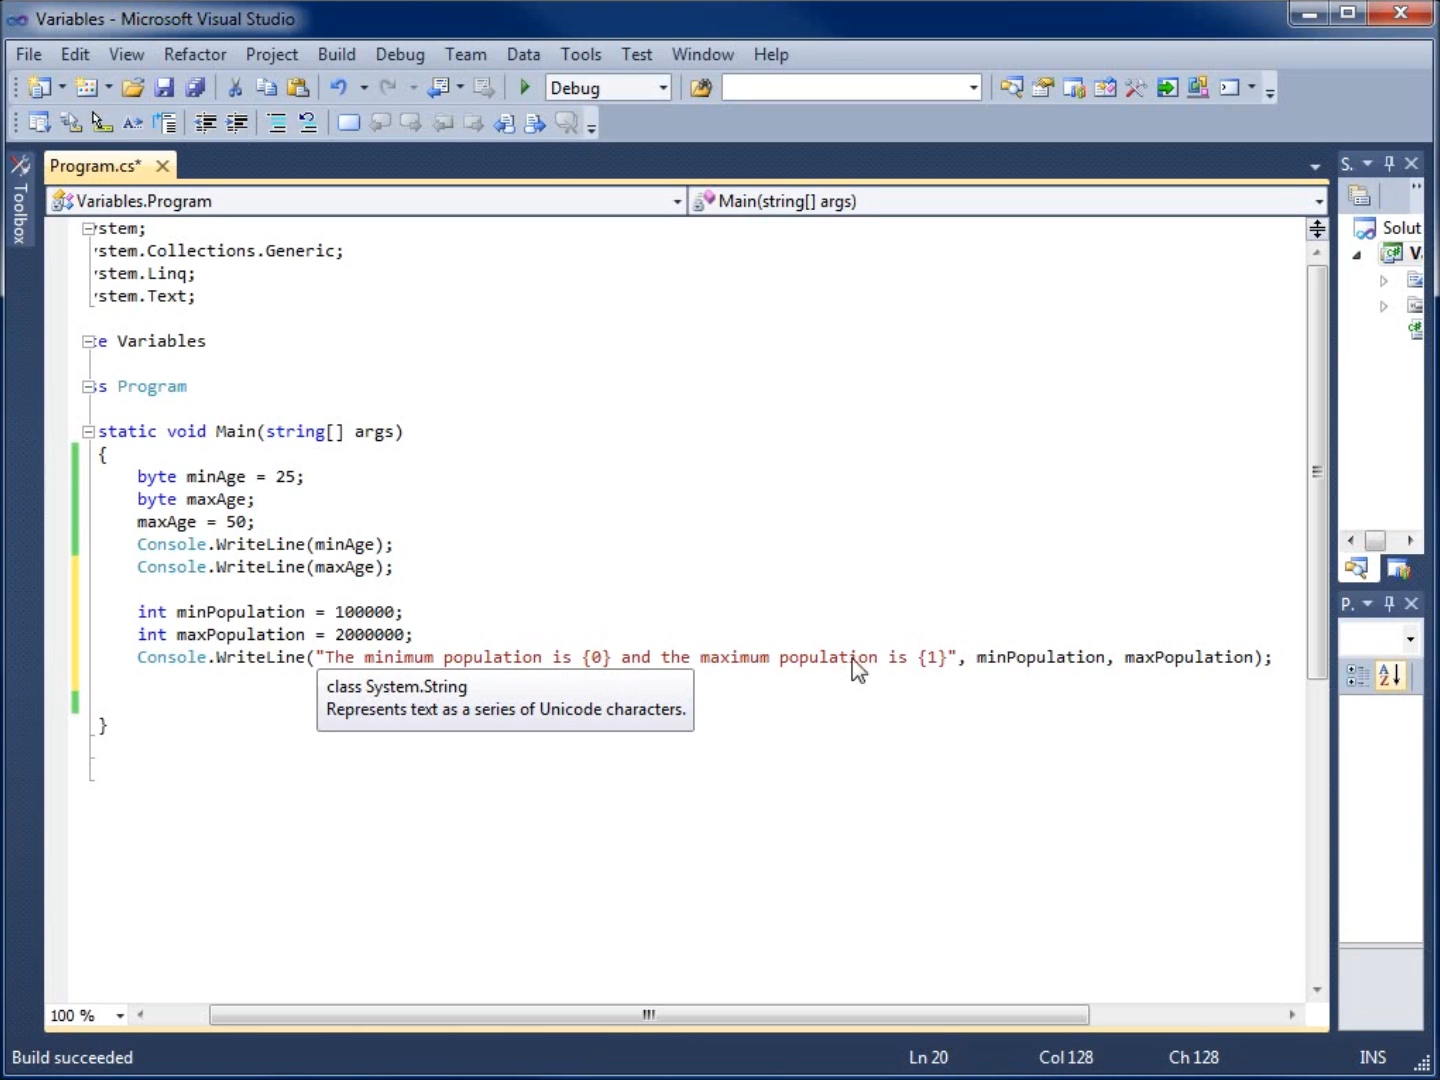 Variables - Microsoft Visual Studio
File Edit View Refactor Project Build Debug Team Data Tools Test Window Help
Debug
Toolbox
Program.cs*
S.
Variables.Program
Main(string[] args)
Solut
ystem;
ystem.Collections.Generic;
ystem.Linq;
ystem.Text;
e Variables
s Program
static void Main(string[] args)
{
byte minAge = 25;
byte maxAge;
maxAge = 50;
Console.WriteLine(minAge);
Console.WriteLine(maxAge);
int minPopulation = 100000;
int maxPopulation = 2000000;
Console.WriteLine("The minimum population is {0} and the maximum population is {1}", minPopulation, maxPopulation);
class System.String
Represents text as a series of Unicode characters.
}
P.
100 %
Build succeeded
Ln 20
Col 128
Ch 128
INS